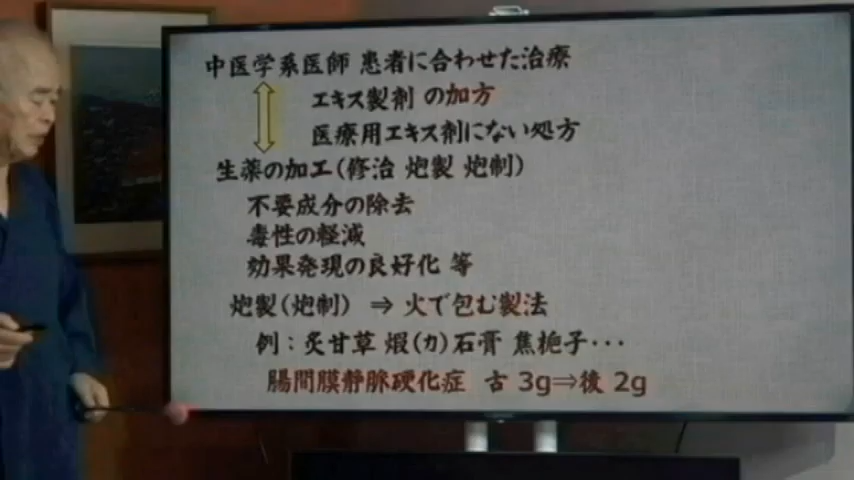 中医学系医師 患者に合わせた治療
エキス製剤 の加方
医療用エキス剤にない処方
生薬の加工(修治 炮製 炮制)
不要成分の除去
毒性の軽減
効果発現の良好化 等
炮製(炮制) ⇒ 火で包む製法
例:炙甘草 煆(カ)石膏 焦梔子・・・
腸間膜静脈硬化症 古 3g⇒後 2g